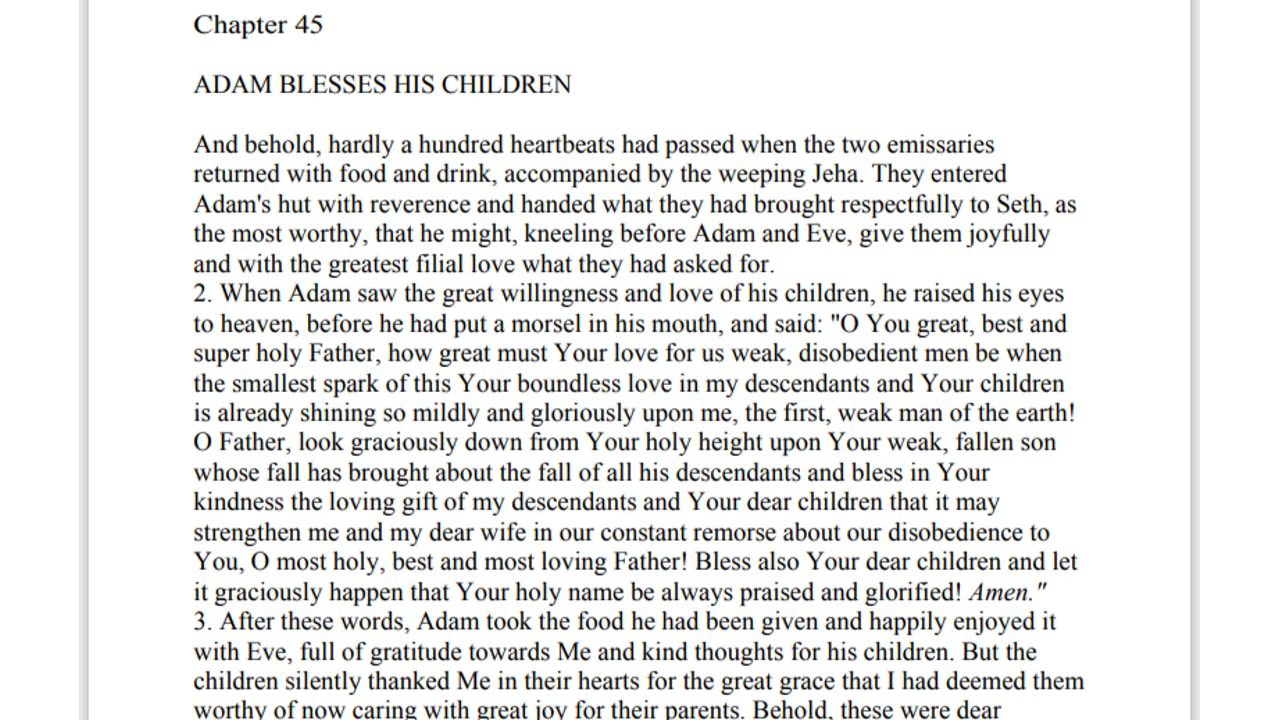 Chapter 45
ADAM BLESSES HIS CHILDREN
And behold, hardly a hundred heartbeats had passed when the two emissaries
returned with food and drink, accompanied by the weeping Jeha. They entered
Adam's hut with reverence and handed what they had brought respectfully to Seth, as
the most worthy, that he might, kneeling before Adam and Eve, give them joyfully
and with the greatest filial love what they had asked for.
2. When Adam saw the great willingness and love of his children, he raised his eyes
to heaven, before he had put a morsel in his mouth, and said: "O You great, best and
super holy Father, how great must Your love for us weak, disobedient men be when
the smallest spark of this Your boundless love in my descendants and Your children
is already shining so mildly and gloriously upon me, the first, weak man of the earth!
O Father, look graciously down from Your holy height upon Your weak, fallen son
whose fall has brought about the fall of all his descendants and bless in Your
kindness the loving gift of my descendants and Your dear children that it may
strengthen me and my dear wife in our constant remorse about our disobedience to
You, O most holy, best and most loving Father! Bless also Your dear children and let
it graciously happen that Your holy name be always praised and glorified! Amen."
3. After these words, Adam took the food he had been given and happily enjoyed it
with Eve, full of gratitude towards Me and kind thoughts for his children. But the
children silently thanked Me in their hearts for the great grace that I had deemed them
worthy of now caring with great joy for their parents. Behold, these were dear